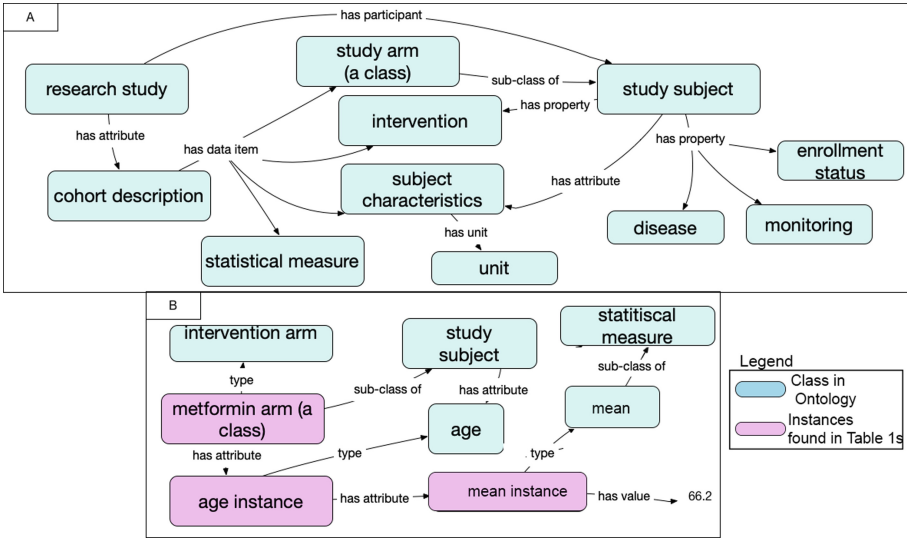 A
has participant
study arm
(a class)
research study
sub-class of
study subject
has property
intervention
has attribute
has data item
has property
enrollment
status
subject
characteristics
has attribute
cohort description
disease
monitoring
has unit
statistical measure
unit
B
intervention arm
study
subject
statitiscal
measure
type
sub-class of
has attribute
sub-class of
metformin arm (a
class)
mean
age
has attribute
type
type
age instance
has attribute
mean instance
has value
66.2
Legend
Class in
Ontology
Instances
found in Table 1s